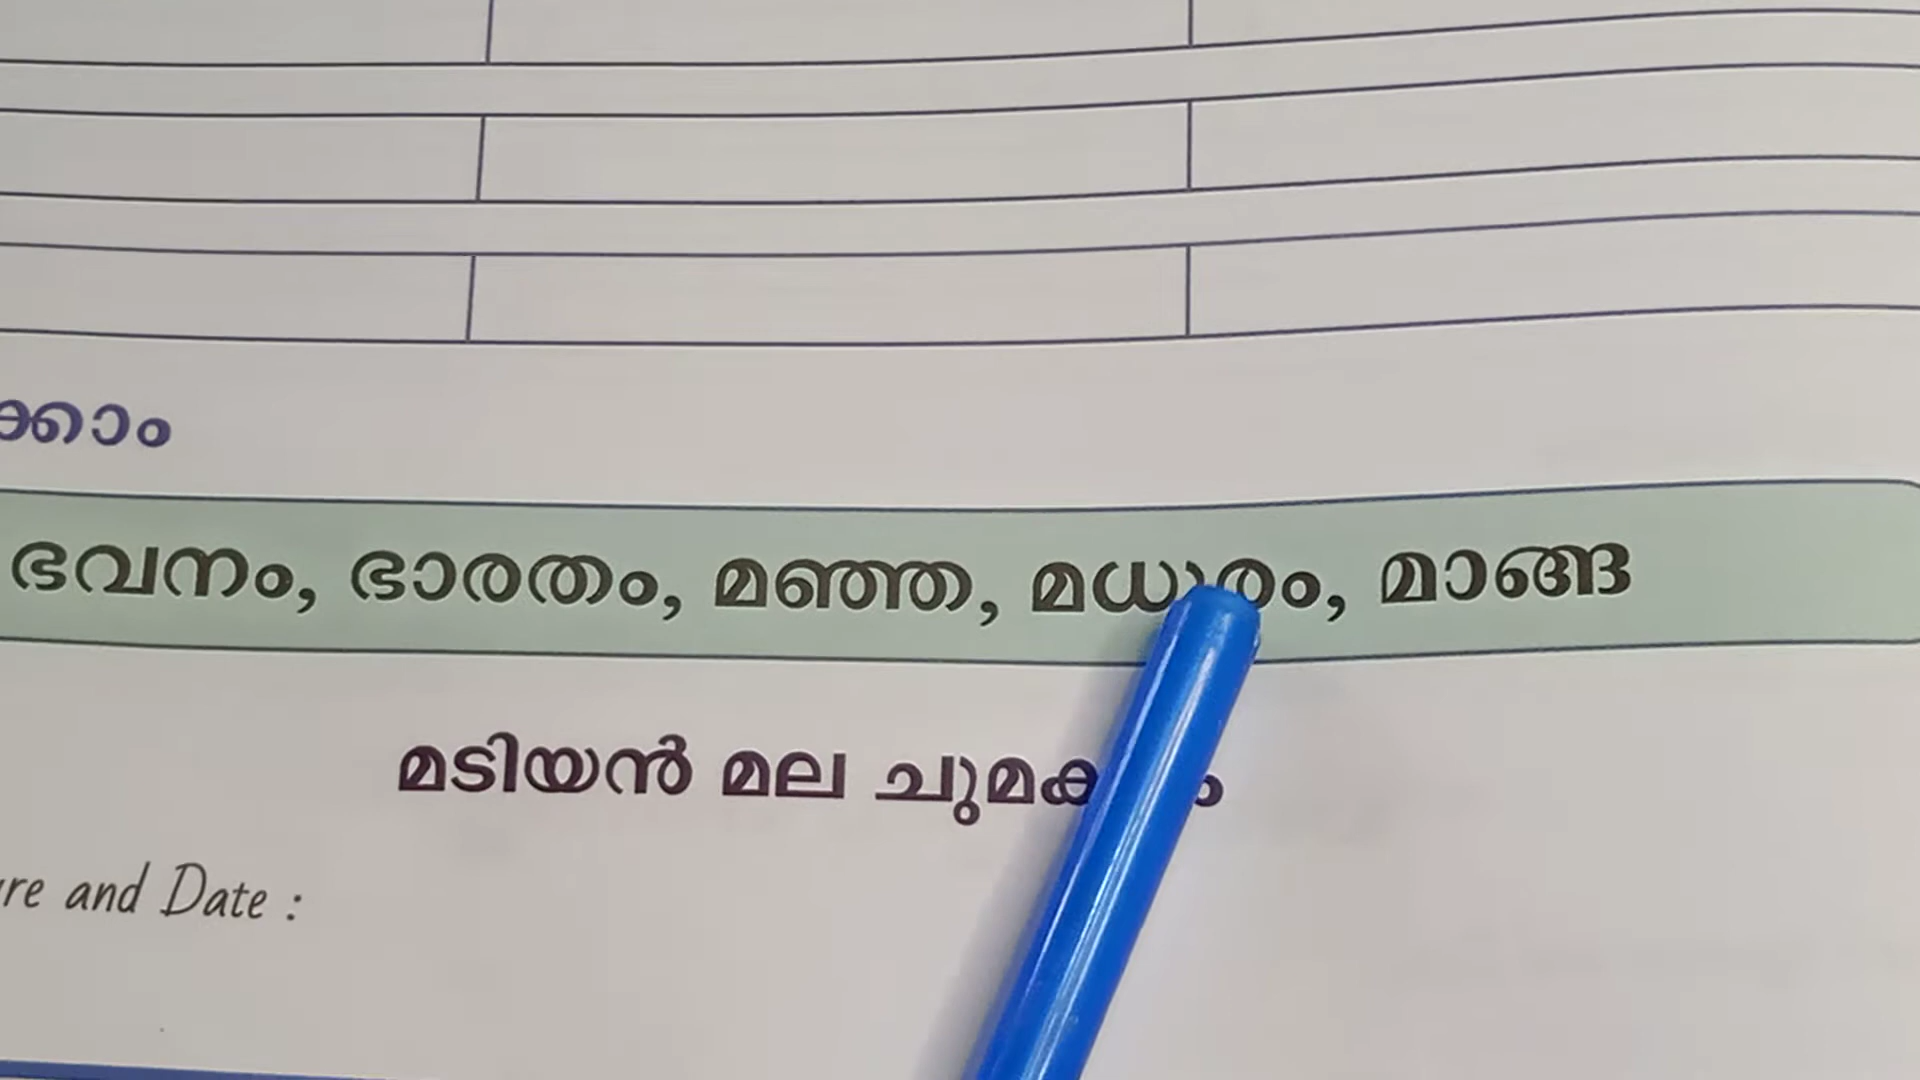 ക്കാം
ഭവനം, ഭാരതം, മഞ്ഞ, മധുരം, മാങ്ങ
മടിയൻ മല ചുമക്കും
re and Date :